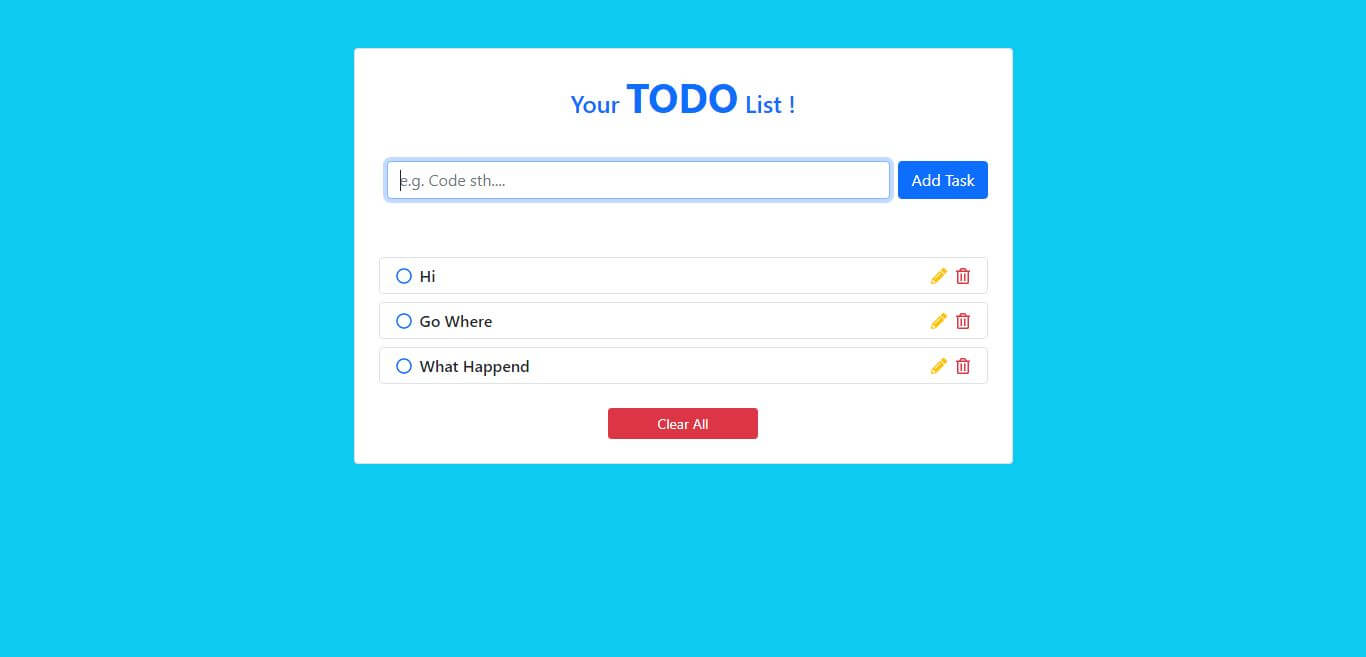 Your TODO List !
e.g. Code sth....
Add Task
Hi
Go Where
What Happend
Clear All